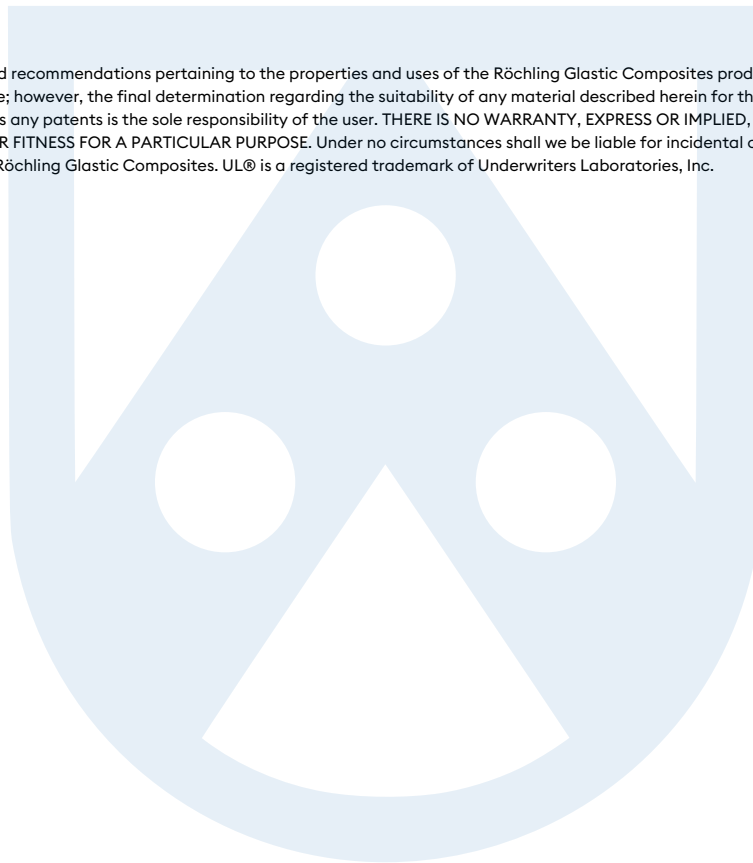 recommendations pertaining to the properties and uses of the Röchling Glastic Composites
however, the final determination regarding the suitability of any material described herein for
any patents is the sole responsibility of the user. THERE IS NO WARRANTY, EXPRESS OR IMPLIED,
FITNESS FOR A PARTICULAR PURPOSE. Under no circumstances shall we be liable for incidental
Röchling Glastic Composites. UL® is a registered trademark of Underwriters Laboratories, Inc.